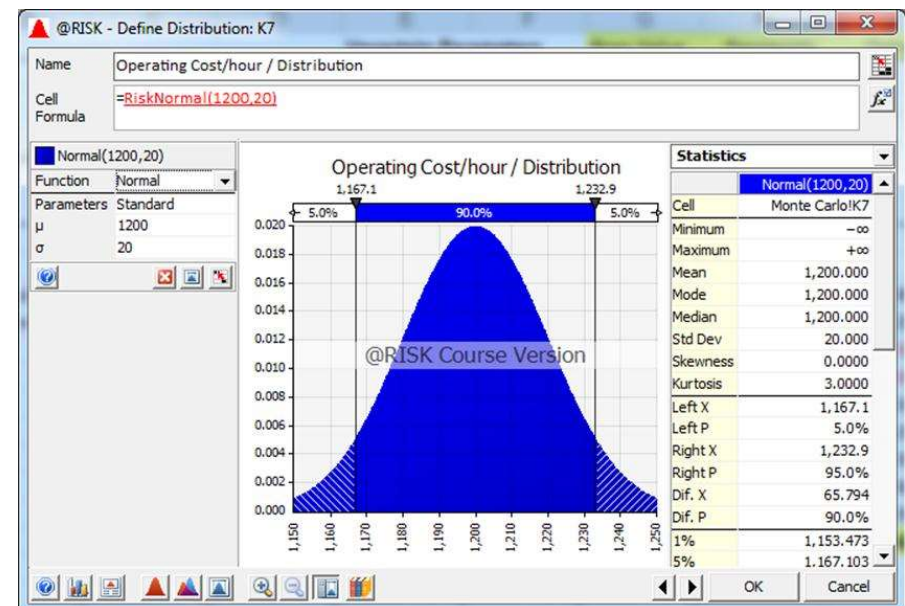 @RISK - Define Distribution: K7
Name Operating Cost/hour / Distribution
Cell Formula =RiskNormal(1200,20)
Normal(1200,20)
Function Normal
Parameters Standard
μ 1200
σ 20
Operating Cost/hour / Distribution
1,167.1 1,232.9
5.0% 90.0% 5.0%
0.020
0.018
0.016
0.014
0.012
0.010
0.008
0.006
0.004
0.002
0.000
@RISK Course Version
1,150 1,160 1,170 1,180 1,190 1,200 1,210 1,220 1,230 1,240 1,250
Statistics
Normal(1200,20)
Cell Monte Carlo!K7
Minimum -∞
Maximum +∞
Mean 1,200.000
Mode 1,200.000
Median 1,200.000
Std Dev 20.000
Skewness 0.0000
Kurtosis 3.0000
Left X 1,167.1
Left P 5.0%
Right X 1,232.9
Right P 95.0%
Dif. X 65.794
Dif. P 90.0%
1% 1,153.473
5% 1,167.103
OK Cancel